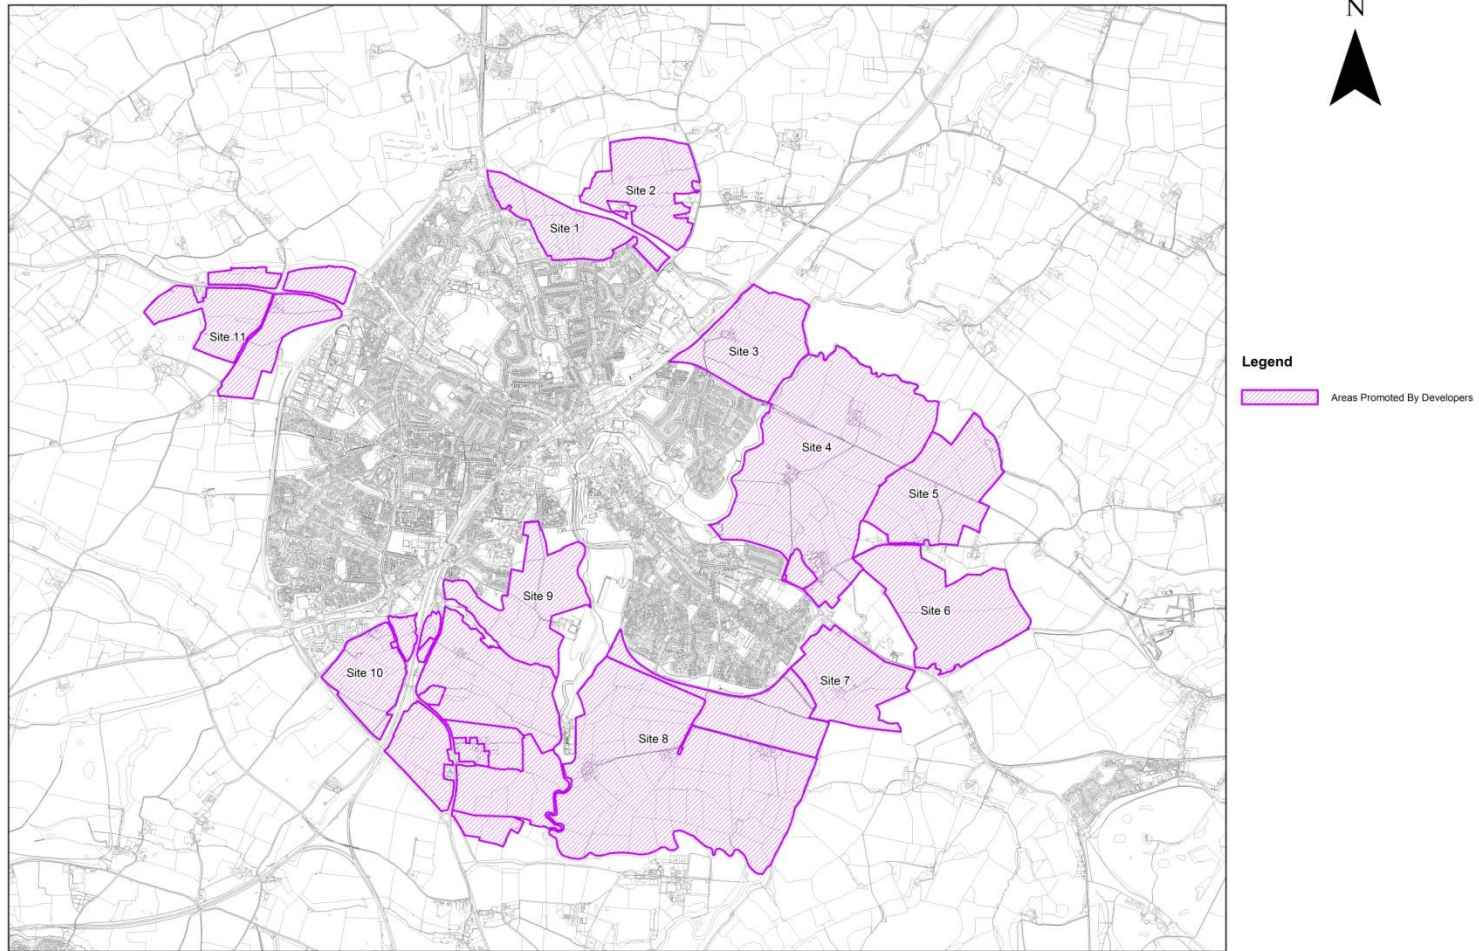 N
Site 2
Site 1
Site 3
Site 11
Legend
Areas Promoted By Developers
Site 4
Site 5
Site 9
Site 6
Site 10
Site 7
Site 8